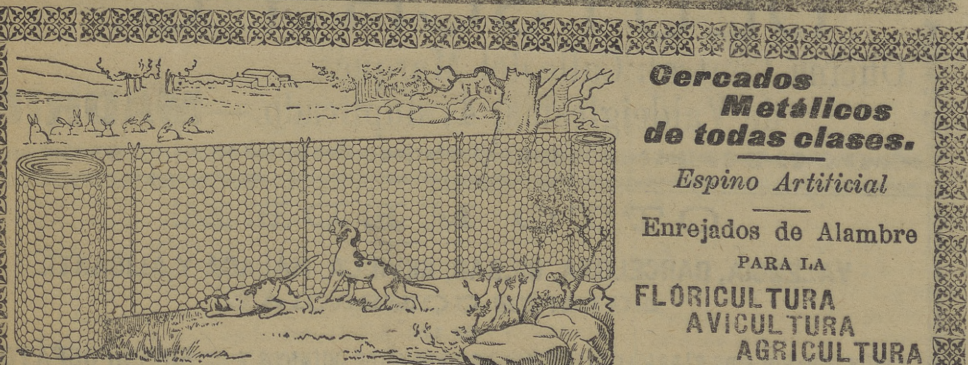 Cercados
Metálicos
de todas clases.
Espino Artificial
Enrejados de Alambre
PARA LA
FLORICULTURA
AVICULTURA
AGRICULTURA